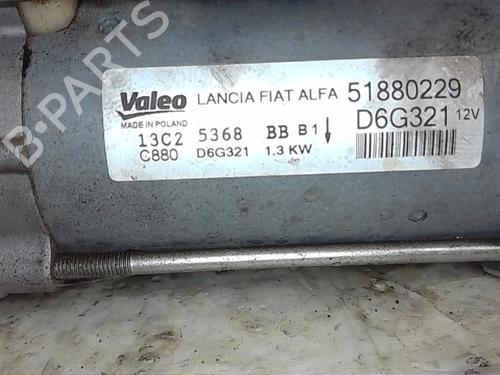 Valeo LANCIA FIAT ALFA 51880229
MADE IN POLAND D6G321 12V
13C2 5368 BB B1
C880 D6G321 1.3 KW
B-PARTS